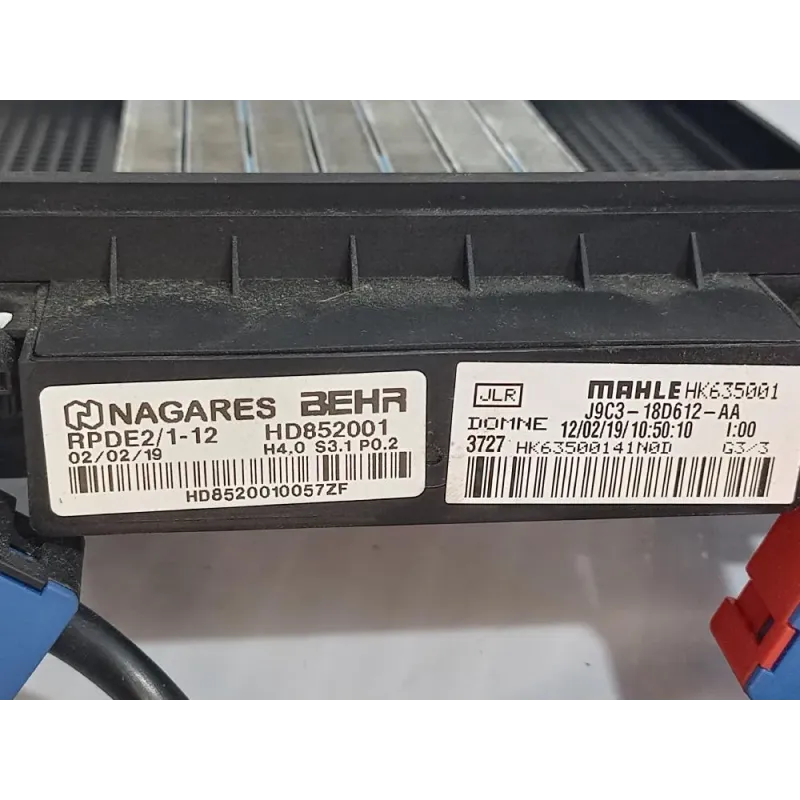 NAGARES BEHR
RPDE2/1-12 HD852001
02/02/19 H4.0 S3.1 P0.2
HD8520010057ZF
JLR MAHLE HK635001
J9C3-18D612-AA
DOMNE 12/02/19/10:50:10 I:00
3727 HK63500141N0D G3/3